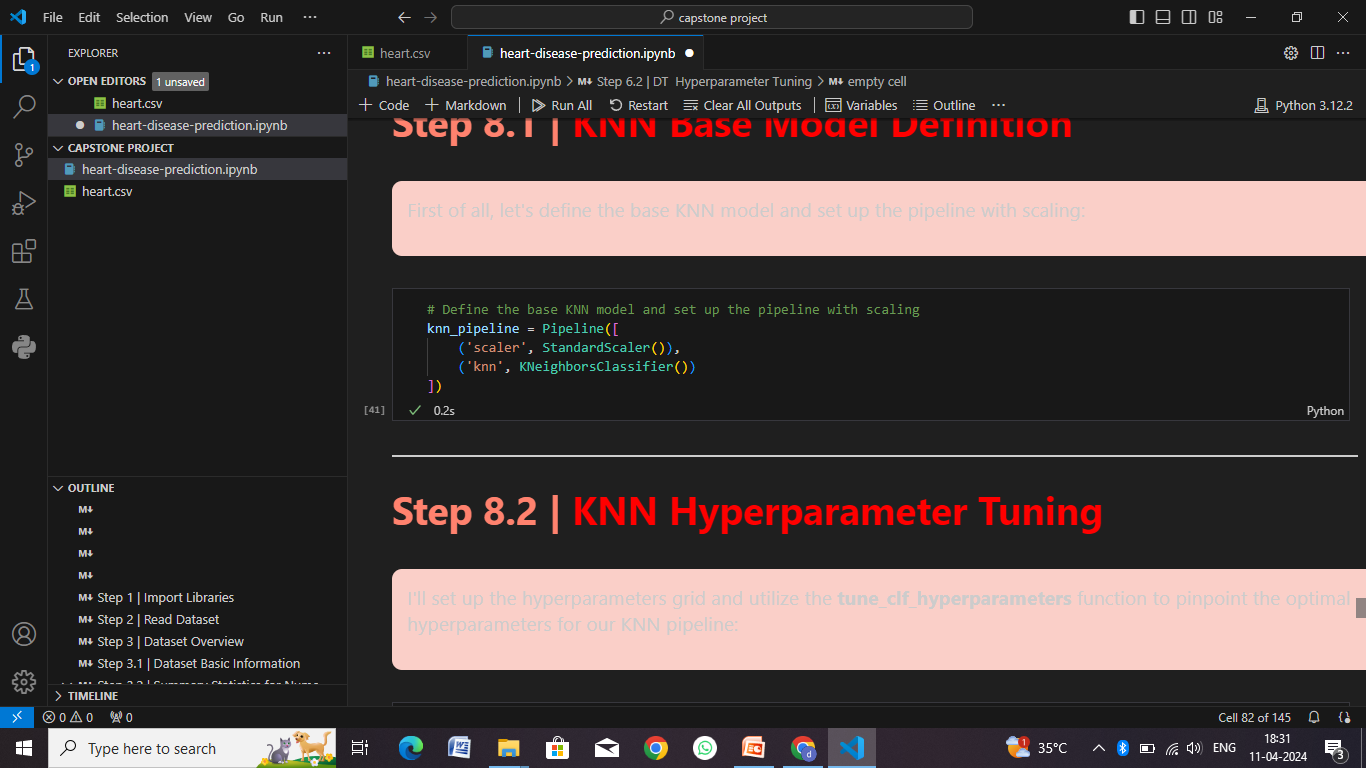 File Edit Selection View Go Run ···
capstone project
EXPLORER
OPEN EDITORS 1 unsaved
heart.csv
heart-disease-prediction.ipynb
CAPSTONE PROJECT
heart-disease-prediction.ipynb
heart.csv
OUTLINE
M↓
M↓
M↓
M↓
M↓ Step 1 | Import Libraries
M↓ Step 2 | Read Dataset
M↓ Step 3 | Dataset Overview
M↓ Step 3.1 | Dataset Basic Information
TIMELINE
heart.csv
heart-disease-prediction.ipynb
heart-disease-prediction.ipynb > M↓ Step 6.2 | DT Hyperparameter Tuning > M↓ empty cell
+ Code + Markdown | Run All Restart Clear All Outputs | Variables Outline ··· Python 3.12.2
Step 8.1 | KNN Base Model Definition
First of all, let's define the base KNN model and set up the pipeline with scaling:
# Define the base KNN model and set up the pipeline with scaling
knn_pipeline = Pipeline([
('scaler', StandardScaler()),
('knn', KNeighborsClassifier())
])
[41] 0.2s Python
Step 8.2 | KNN Hyperparameter Tuning
I'll set up the hyperparameters grid and utilize the tune_clf_hyperparameters function to pinpoint the optimal
hyperparameters for our KNN pipeline:
0 0 0 Cell 82 of 145
Type here to search
35°C ENG 18:31
11-04-2024 3